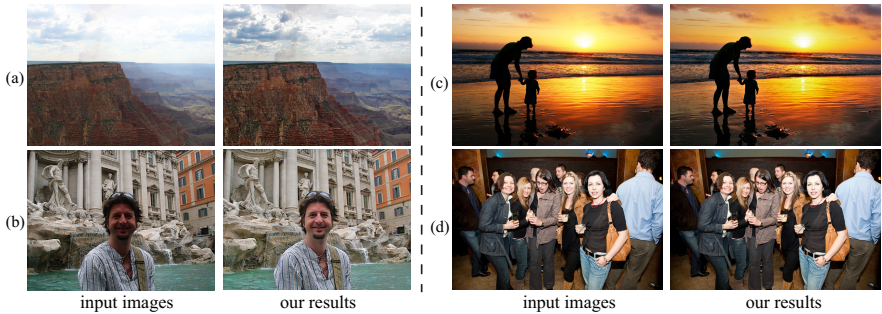 (a)
(b)
input images
our results
(c)
(d)
input images
our results